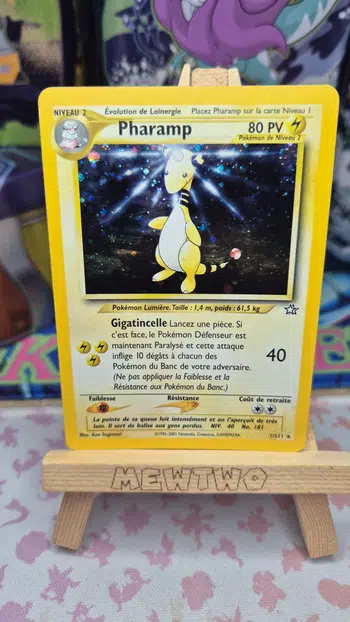 NIVEAU 2 Évolution de Lainergie Placez Pharamp sur la carte Niveau 1
Pharamp 80 PV
Pokémon de Niveau 2
Pokémon Lumière. Taille : 1,4 m, poids : 61,5 kg
Gigatincelle Lancez une pièce. Si
c'est face, le Pokémon Défenseur est
maintenant Paralysé et cette attaque
inflige 10 dégâts à chacun des
Pokémon du Banc de votre adversaire.
(Ne pas appliquer la Faiblesse et la
Résistance aux Pokémon du Banc.)
40
Faiblesse Résistance Coût de retraite
La pointe de sa queue luit intensément et on l'aperçoit de très
loin. Il sert de balise aux gens perdus. NIV. 40 No. 181
Illus. Ken Sugimori ©1995-2001 Nintendo, Creatures, GAMEFREAK. 1/111
MEWTWO